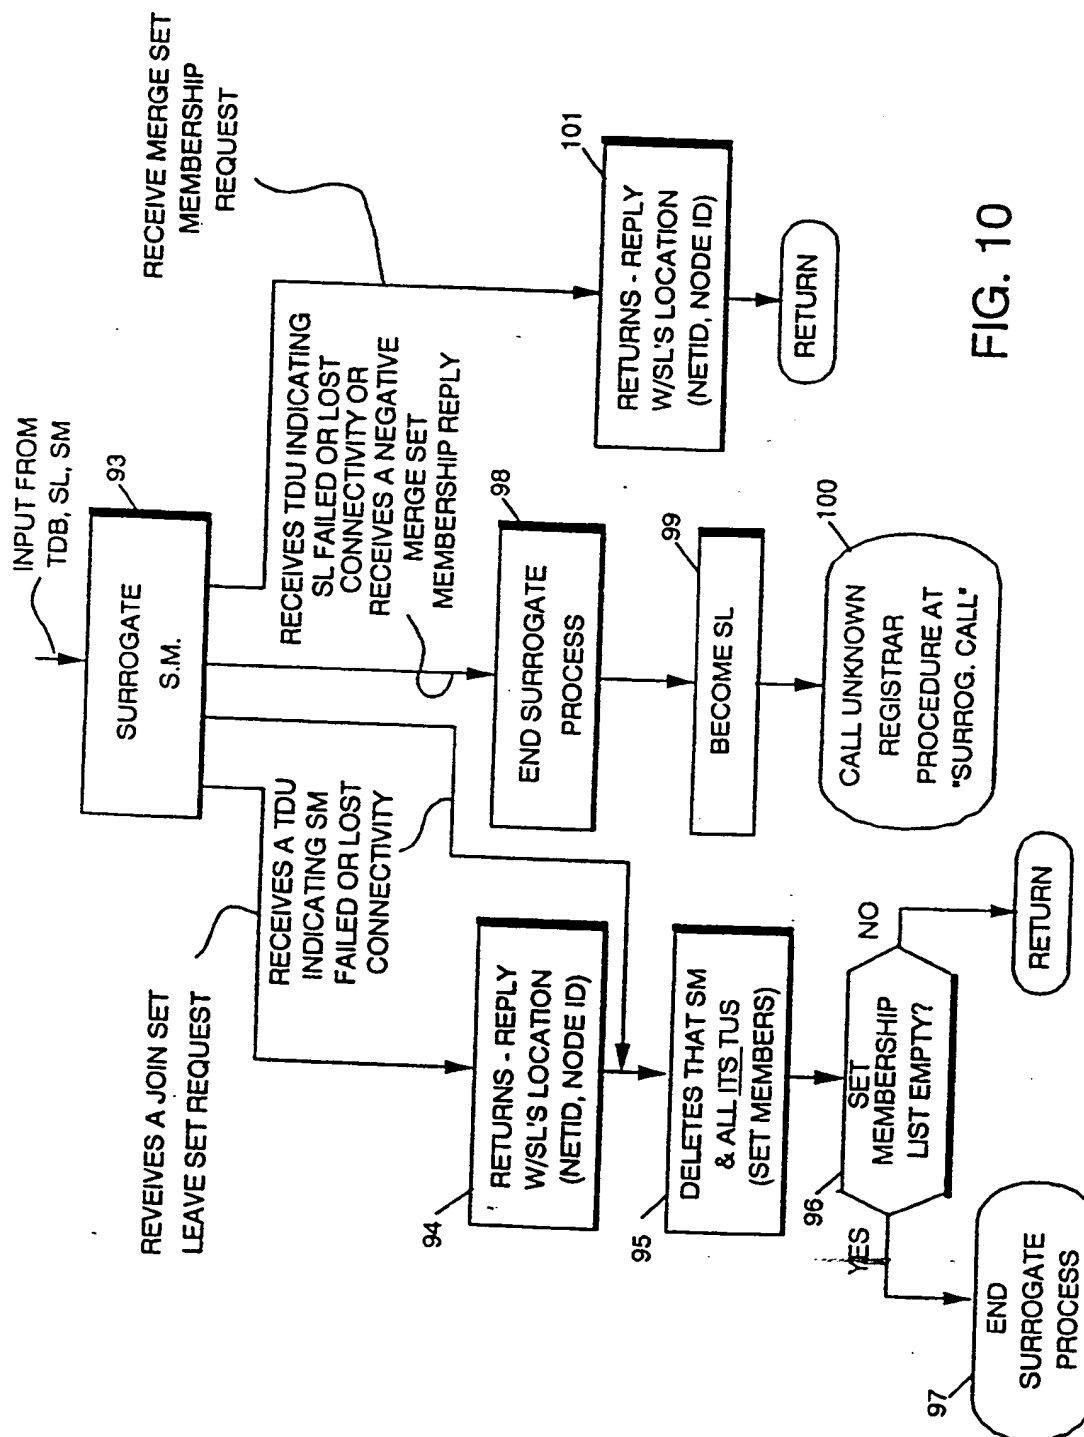 INPUT FROM
TDB, SL, SM
93
SURROGATE
S.M.
REVEIVES A JOIN SET
LEAVE SET REQUEST
RECEIVES A TDU
INDICATING SM
FAILED OR LOST
CONNECTIVITY
RECEIVES TDU INDICATING
SL FAILED OR LOST
CONNECTIVITY OR
RECEIVES A NEGATIVE
MERGE SET
MEMBERSHIP REPLY
RECEIVE MERGE SET
MEMBERSHIP
REQUEST
94
RETURNS - REPLY
W/SL'S LOCATION
(NETID, NODE ID)
95
DELETES THAT SM
& ALL ITS TUS
(SET MEMBERS)
96
SET
MEMBERSHIP
LIST EMPTY?
YES
NO
97
END
SURROGATE
PROCESS
RETURN
98
END SURROGATE
PROCESS
99
BECOME SL
100
CALL UNKNOWN
REGISTRAR
PROCEDURE AT
"SURROG. CALL"
101
RETURNS - REPLY
W/SL'S LOCATION
(NETID, NODE ID)
RETURN
FIG. 10